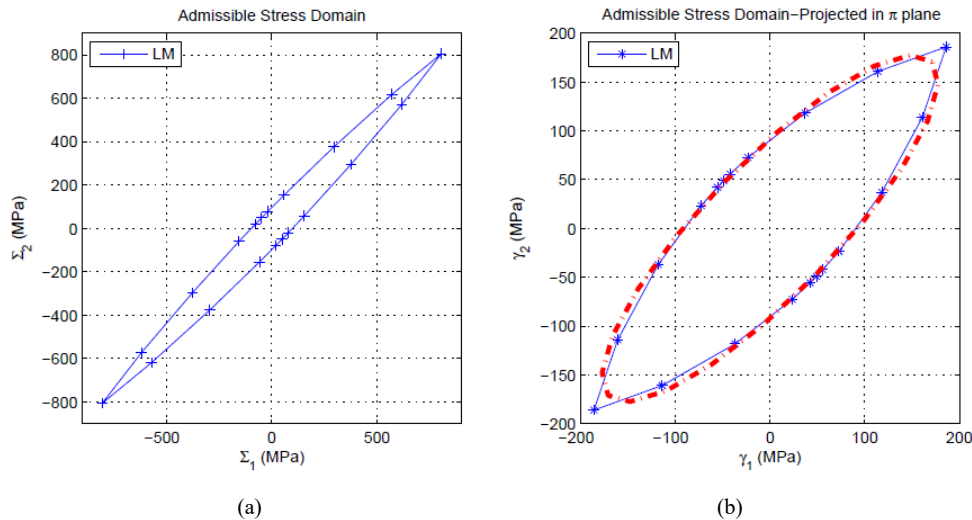 Admissible Stress Domain
LM
800
600
400
200
0
−200
−400
−600
−800
Σ2 (MPa)
−500
0
500
Σ1 (MPa)
(a)
Admissible Stress Domain−Projected in π plane
LM
200
150
100
50
0
−50
−100
−150
−200
γ2 (MPa)
−200
−100
0
100
200
γ1 (MPa)
(b)